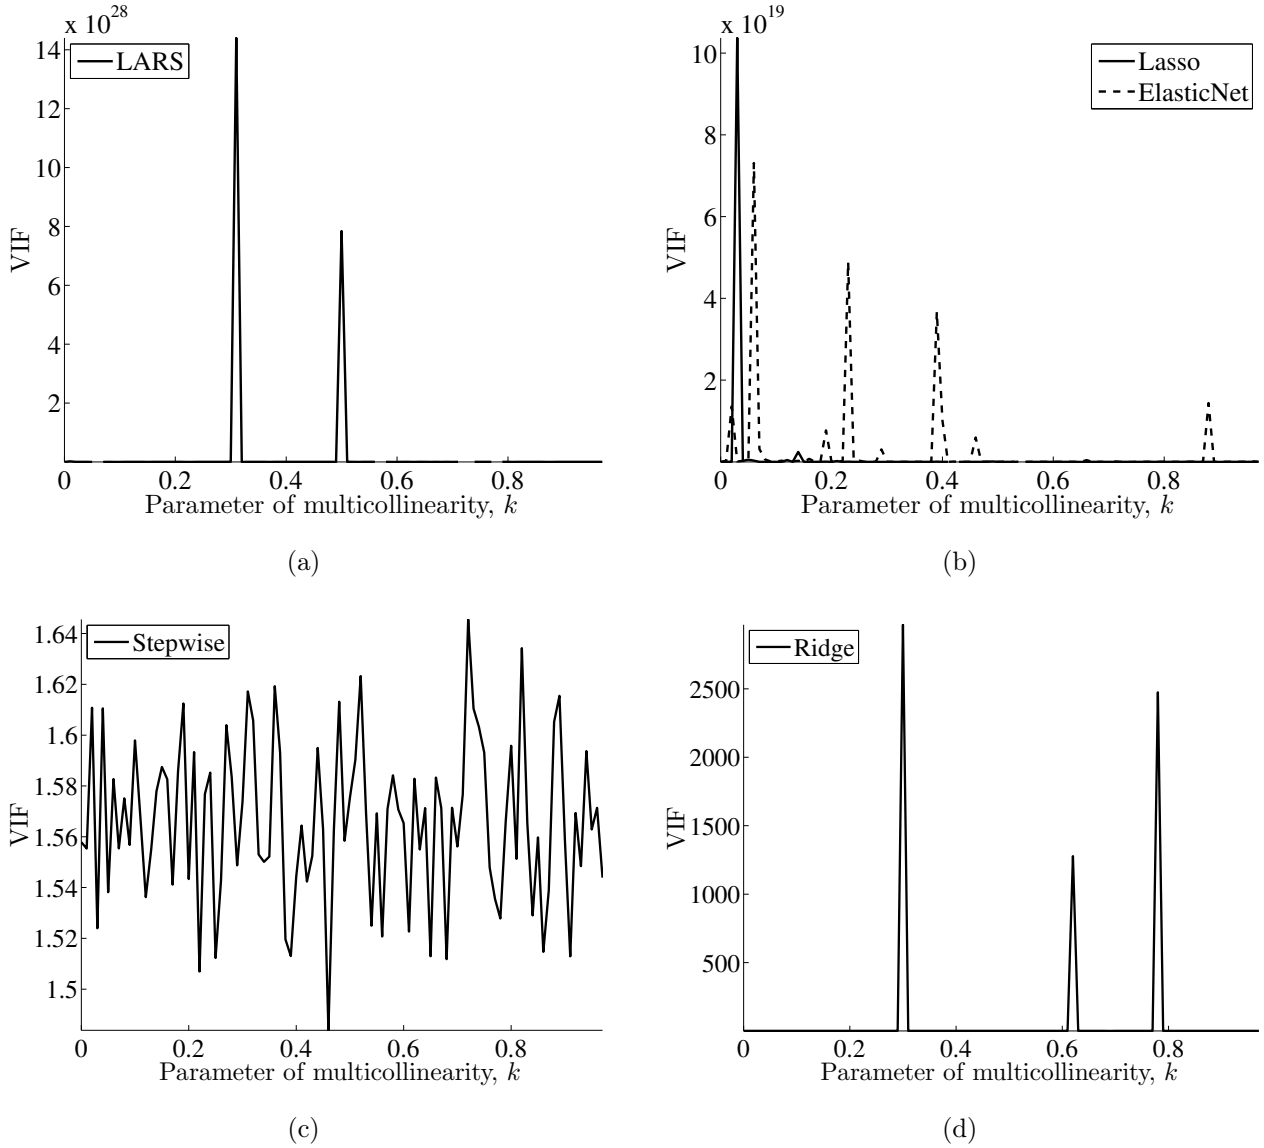 x 10^28
14
12
10
8
6
4
2
VIF
LARS
0 0.2 0.4 0.6 0.8
Parameter of multicollinearity, k
(a)
x 10^19
10
8
6
4
2
VIF
Lasso
ElasticNet
0 0.2 0.4 0.6 0.8
Parameter of multicollinearity, k
(b)
1.64
1.62
1.6
1.58
1.56
1.54
1.52
1.5
VIF
Stepwise
0 0.2 0.4 0.6 0.8
Parameter of multicollinearity, k
(c)
2500
2000
1500
1000
500
VIF
Ridge
0 0.2 0.4 0.6 0.8
Parameter of multicollinearity, k
(d)